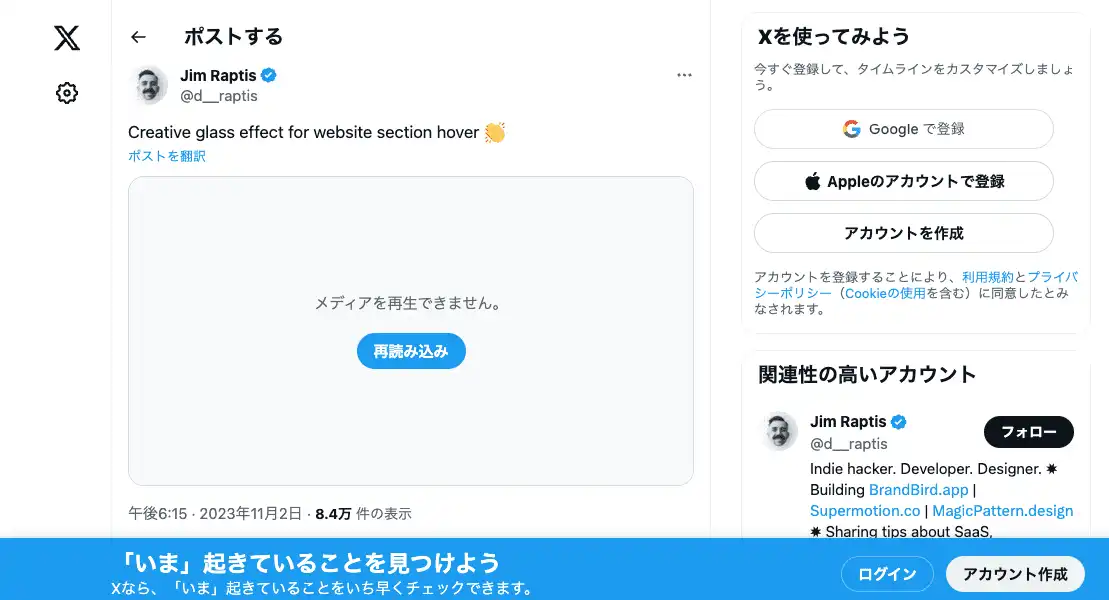 ポストする
Jim Raptis
@d__raptis
Creative glass effect for website section hover 👏
ポストを翻訳
メディアを再生できません。
再読み込み
午後6:15 · 2023年11月2日 · 8.4万 件の表示
Xを使ってみよう
今すぐ登録して、タイムラインをカスタマイズしましょ
う。
Google で登録
Appleのアカウントで登録
アカウントを作成
アカウントを登録することにより、利用規約とプライバ
シーポリシー（Cookieの使用を含む）に同意したとみ
なされます。
関連性の高いアカウント
Jim Raptis
@d__raptis
フォロー
Indie hacker. Developer. Designer. ✷
Building BrandBird.app |
Supermotion.co | MagicPattern.design
✷ Sharing tips about SaaS,
「いま」起きていることを見つけよう
Xなら、「いま」起きていることをいち早くチェックできます。
ログイン
アカウント作成